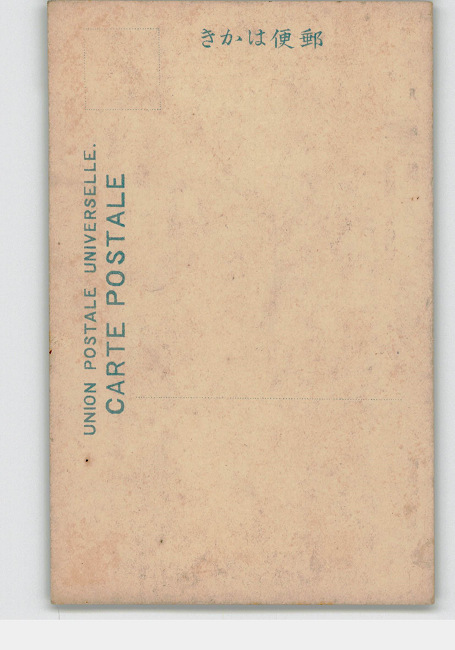 郵便はかき
UNION POSTALE UNIVERSELLE.
CARTE POSTALE